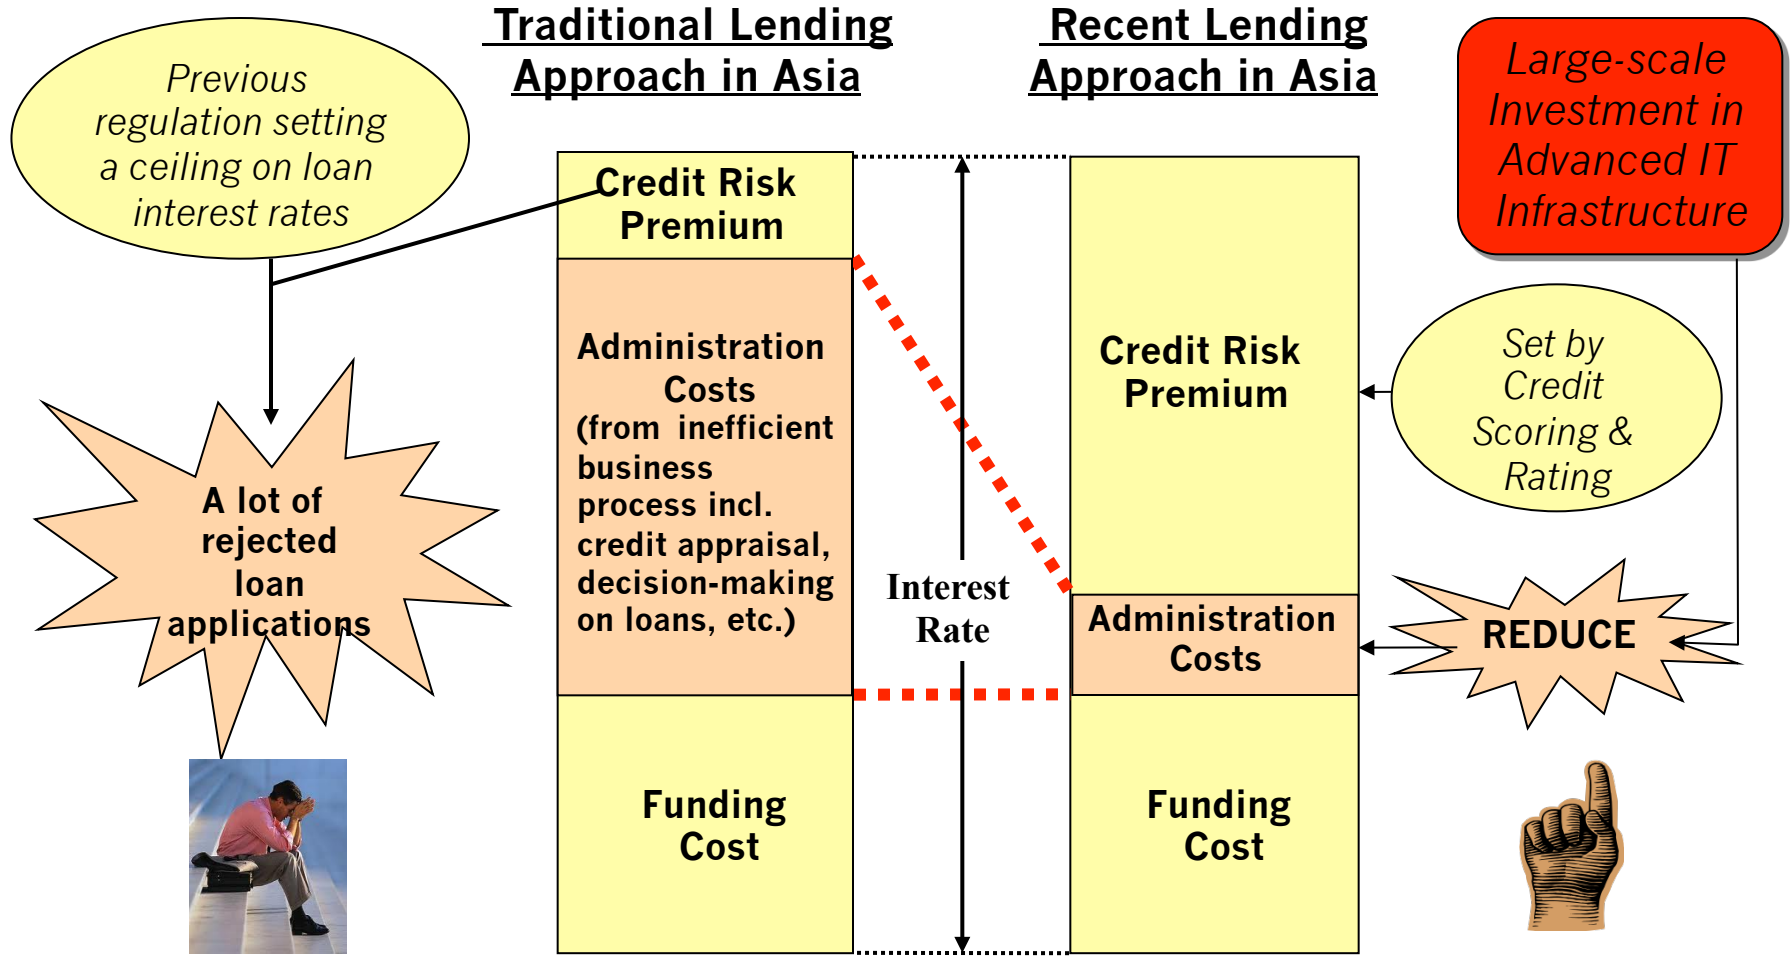 Traditional Lending
Approach in Asia
Recent Lending
Approach in Asia
Previous
regulation setting
a ceiling on loan
interest rates
Large-scale
Investment in
Advanced IT
Infrastructure
Credit Risk
Premium
Administration
Costs
(from inefficient
business
process incl.
credit appraisal,
decision-making
on loans, etc.)
Funding
Cost
Interest
Rate
Credit Risk
Premium
Administration
Costs
Funding
Cost
Set by
Credit
Scoring &
Rating
REDUCE
A lot of
rejected
loan
applications